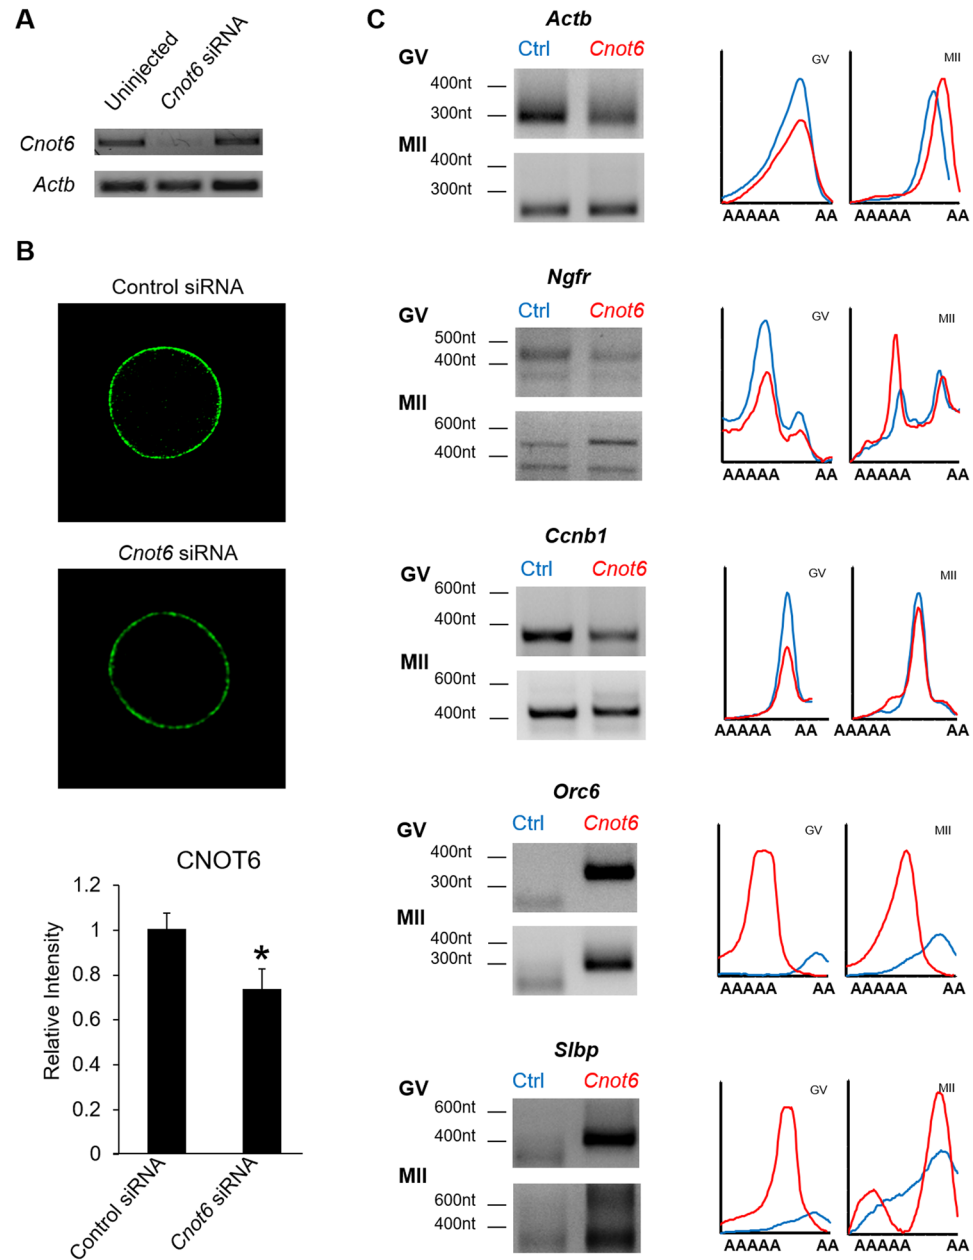 A
Uninjected
Cnot6 siRNA
Cnot6
Actb
B
Control siRNA
Cnot6 siRNA
CNOT6
Relative Intensity
1.2
1
0.8
0.6
0.4
0.2
0
*
Control siRNA
Cnot6 siRNA
C
Actb
Ctrl Cnot6
GV
400nt
300nt
MII
400nt
300nt
GV
AAAAA AA
MII
AAAAA AA
Ngfr
Ctrl Cnot6
GV
500nt
400nt
MII
600nt
400nt
GV
AAAAA AA
MII
AAAAA AA
Ccnb1
Ctrl Cnot6
GV
600nt
400nt
MII
600nt
400nt
GV
AAAAA AA
MII
AAAAA AA
Orc6
Ctrl Cnot6
GV
400nt
300nt
MII
400nt
300nt
GV
AAAAA AA
MII
AAAAA AA
Slbp
Ctrl Cnot6
GV
600nt
400nt
MII
600nt
400nt
GV
AAAAA AA
MII
AAAAA AA